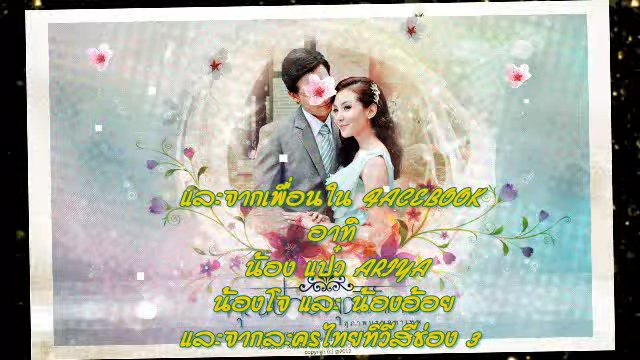 และจากเพื่อนใน FACEBOOK
อาทิ
น้อง แปว๋ ARIYA
น้องโจ และ น้องอ้อย
และจากละครไทยทีวีสีช่อง 3